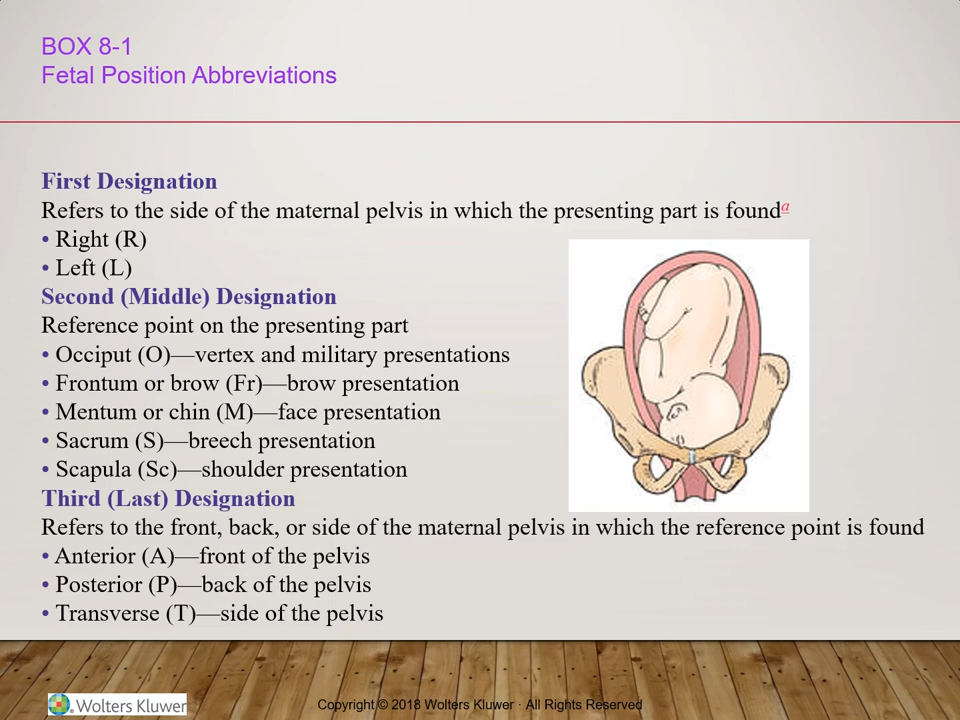 BOX 8-1
Fetal Position Abbreviations
First Designation
Refers to the side of the maternal pelvis in which the presenting part is founda
• Right (R)
• Left (L)
Second (Middle) Designation
Reference point on the presenting part
• Occiput (O)—vertex and military presentations
• Frontum or brow (Fr)—brow presentation
• Mentum or chin (M)—face presentation
• Sacrum (S)—breech presentation
• Scapula (Sc)—shoulder presentation
Third (Last) Designation
Refers to the front, back, or side of the maternal pelvis in which the reference point is found
• Anterior (A)—front of the pelvis
• Posterior (P)—back of the pelvis
• Transverse (T)—side of the pelvis
Wolters Kluwer
Copyright © 2018 Wolters Kluwer · All Rights Reserved